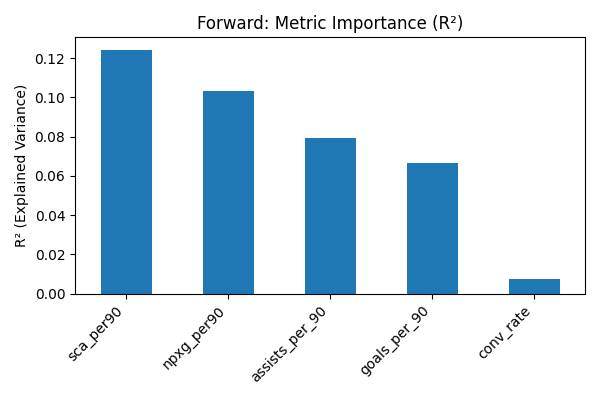 Forward: Metric Importance (R²)
R² (Explained Variance)
0.12
0.10
0.08
0.06
0.04
0.02
0.00
sca_per90
npxg_per90
assists_per_90
goals_per_90
conv_rate